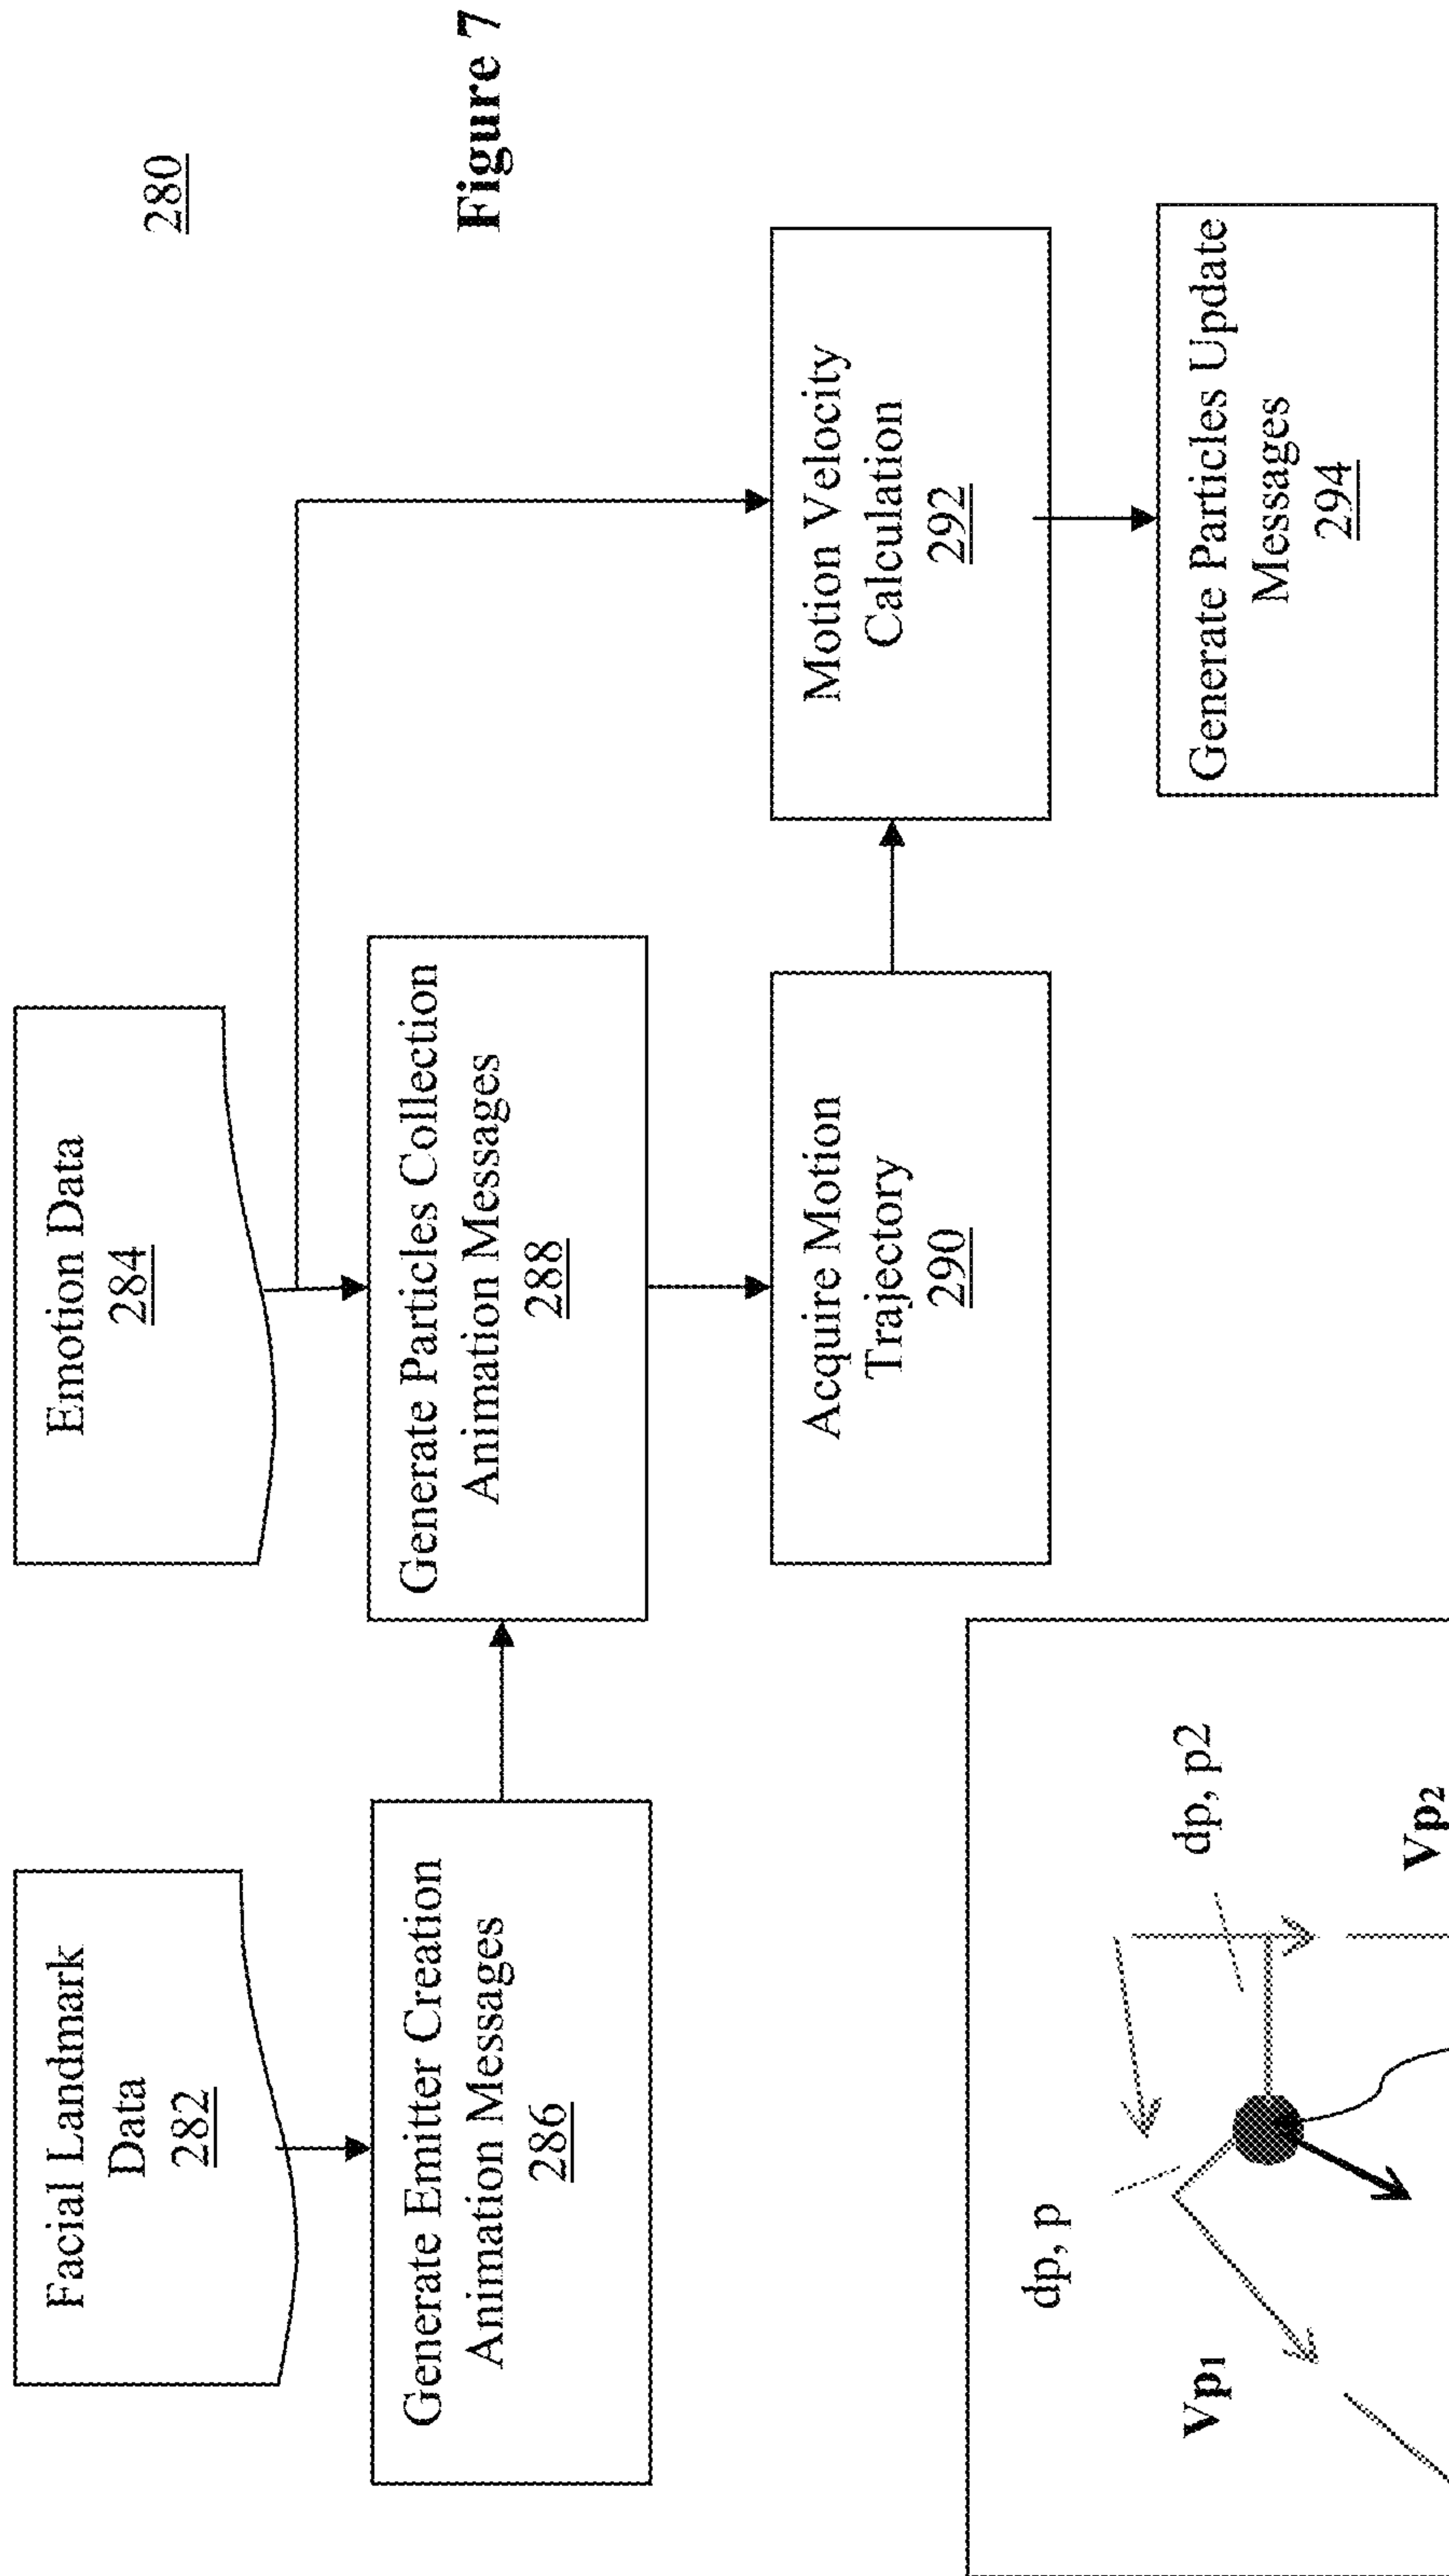 280
Facial Landmark
Data
282
Emotion Data
284
Generate Emitter Creation
Animation Messages
286
Generate Particles Collection
Animation Messages
288
Acquire Motion
Trajectory
290
Motion Velocity
Calculation
292
Generate Particles Update
Messages
294
dp, p
dp, p2
Vp1
Vp2
Figure 7